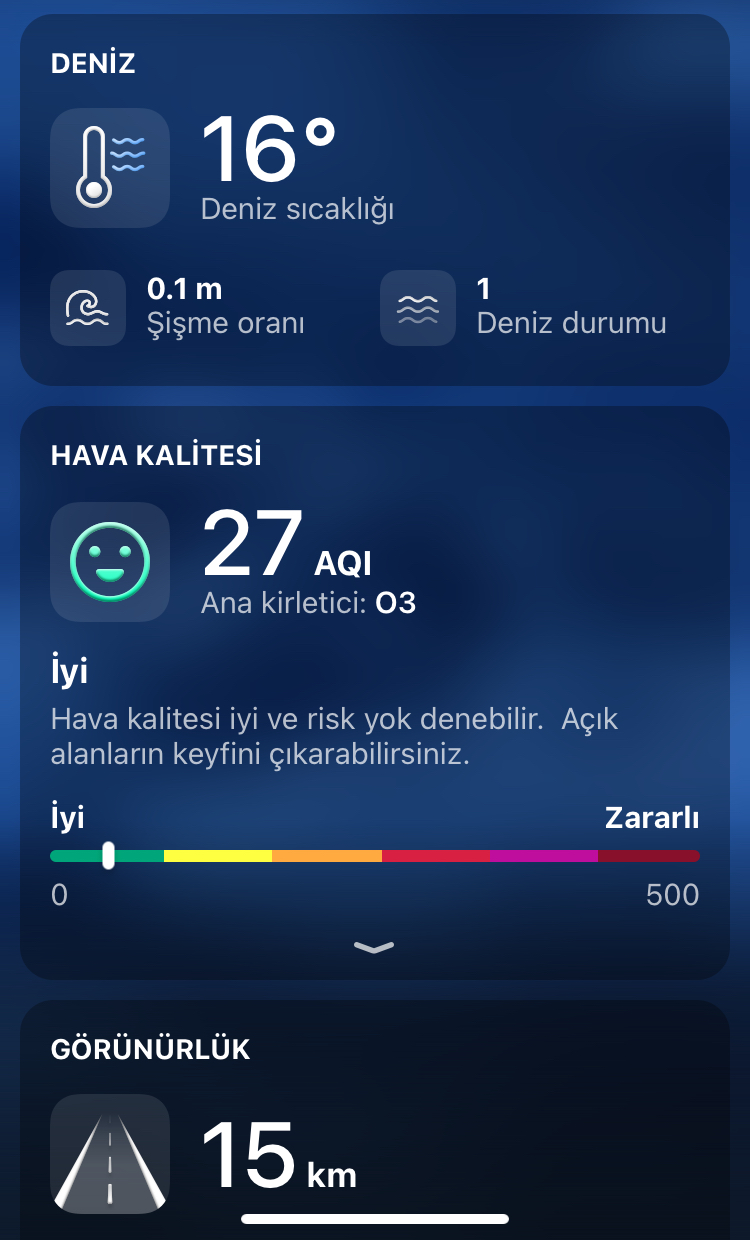 DENİZ
16°
Deniz sıcaklığı
0.1 m
Şişme oranı
1
Deniz durumu
HAVA KALİTESİ
27 AQI
Ana kirletici: O3
İyi
Hava kalitesi iyi ve risk yok denebilir.  Açık
alanların keyfini çıkarabilirsiniz.
İyi
Zararlı
0
500
GÖRÜNÜRLÜK
15 km